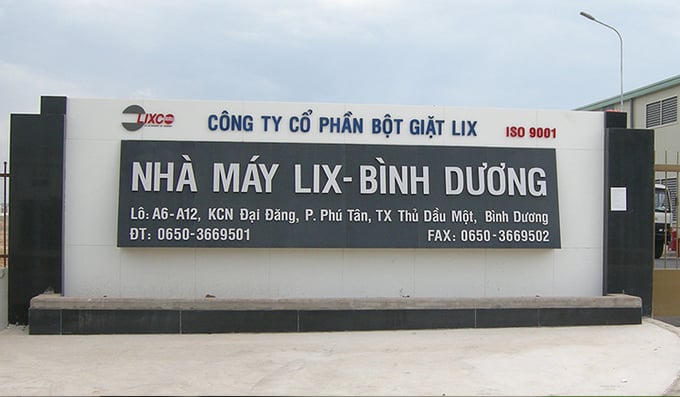 LIXCO
CÔNG TY CỔ PHẦN BỘT GIẶT LIX
ISO 9001
NHÀ MÁY LIX-BÌNH DƯƠNG
Lô: A6-A12, KCN Đại Đăng, P. Phú Tân, TX Thủ Dầu Một, Bình Dương
ĐT: 0650-3669501
FAX: 0650-3669502